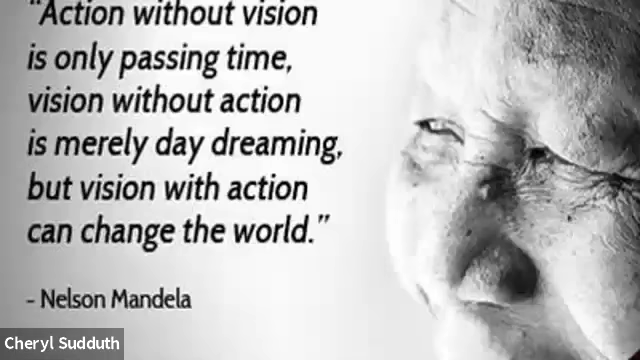 “Action without vision
is only passing time,
vision without action
is merely day dreaming,
but vision with action
can change the world.”
- Nelson Mandela
Cheryl Sudduth